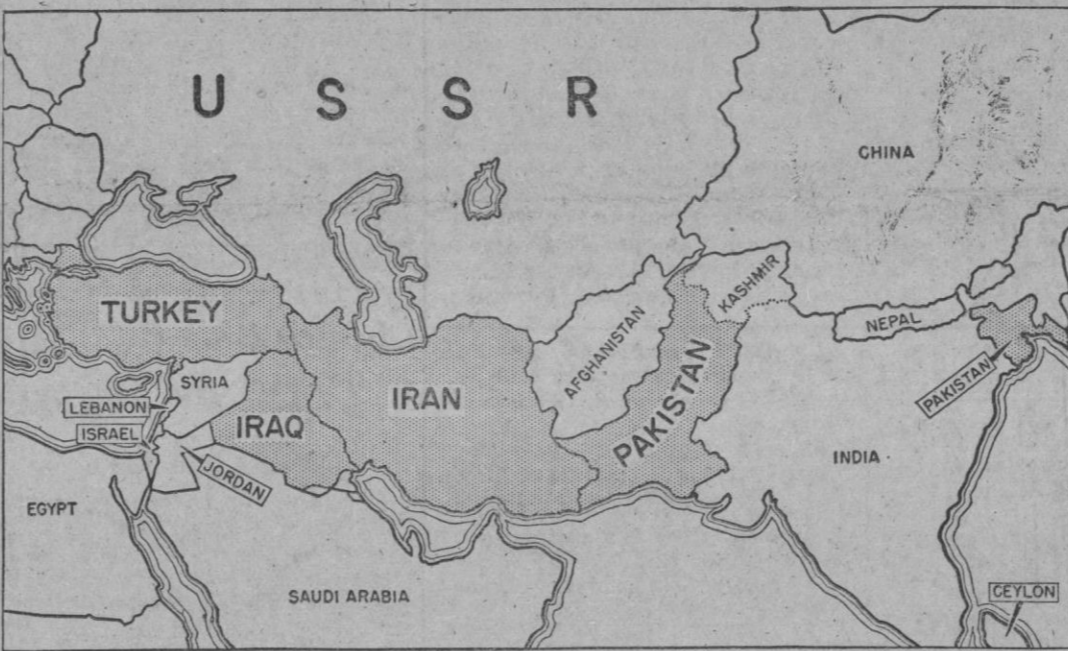 U S S R
CHINA
TURKEY
KASHMIR
NEPAL
AFGHANISTAN
PAKISTAN
SYRIA
IRAN
PAKISTAN
LEBANON
IRAQ
ISRAEL
JORDAN
INDIA
EGYPT
SAUDI ARABIA
CEYLON